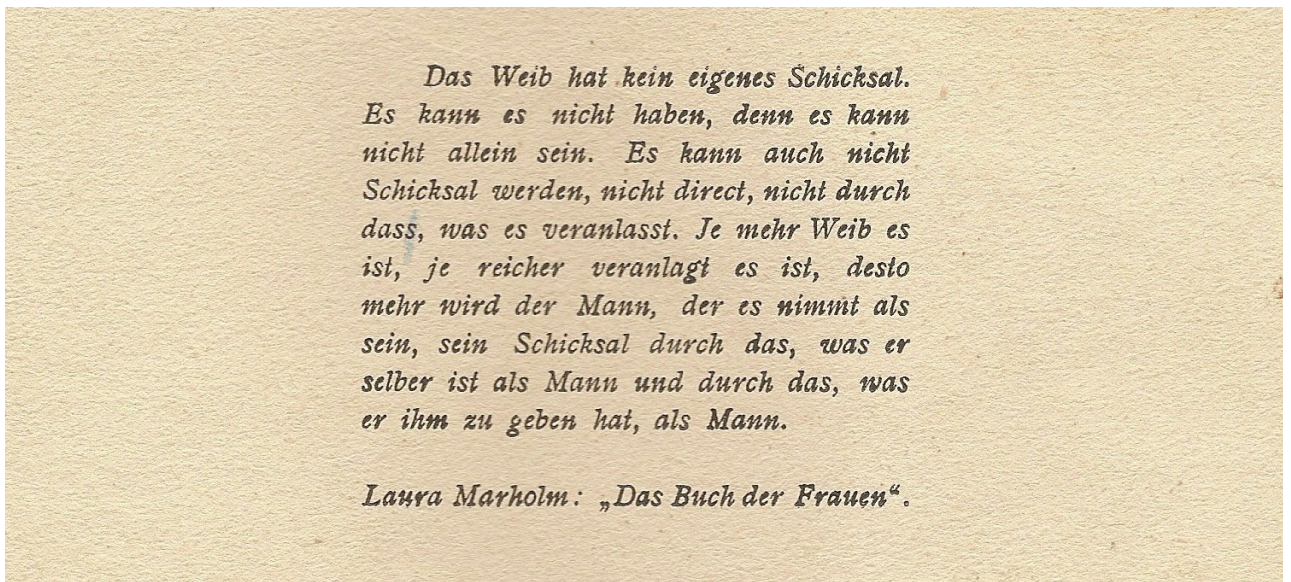 Das Weib hat kein eigenes Schicksal.
Es kann es nicht haben, denn es kann
nicht allein sein. Es kann auch nicht
Schicksal werden, nicht direct, nicht durch
dass, was es veranlasst. Je mehr Weib es
ist, je reicher veranlagt es ist, desto
mehr wird der Mann, der es nimmt als
sein, sein Schicksal durch das, was er
selber ist als Mann und durch das, was
er ihm zu geben hat, als Mann.
Laura Marholm: „Das Buch der Frauen“.